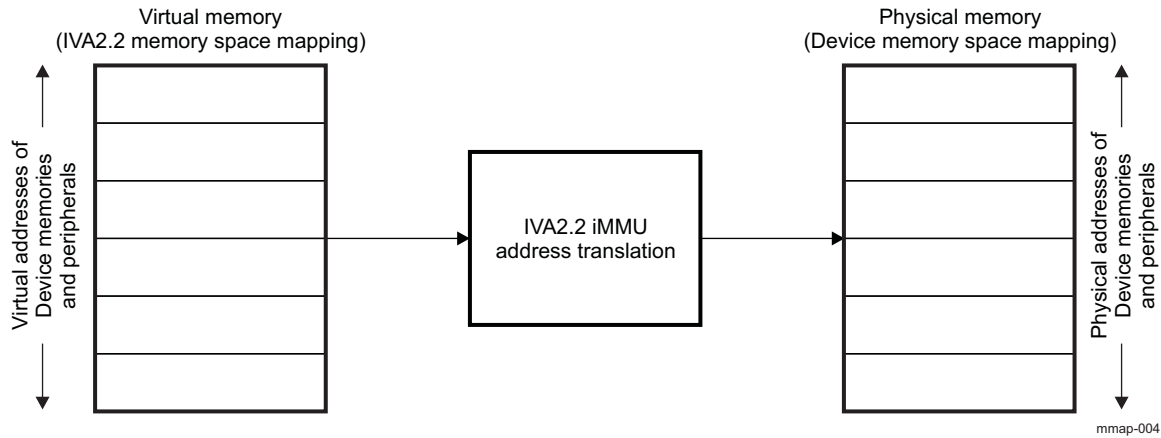 Virtual memory
(IVA2.2 memory space mapping)
Physical memory
(Device memory space mapping)
Virtual addresses of
Device memories
and peripherals
IVA2.2 iMMU
address translation
Physical addresses of
Device memories
and peripherals
mmap-004